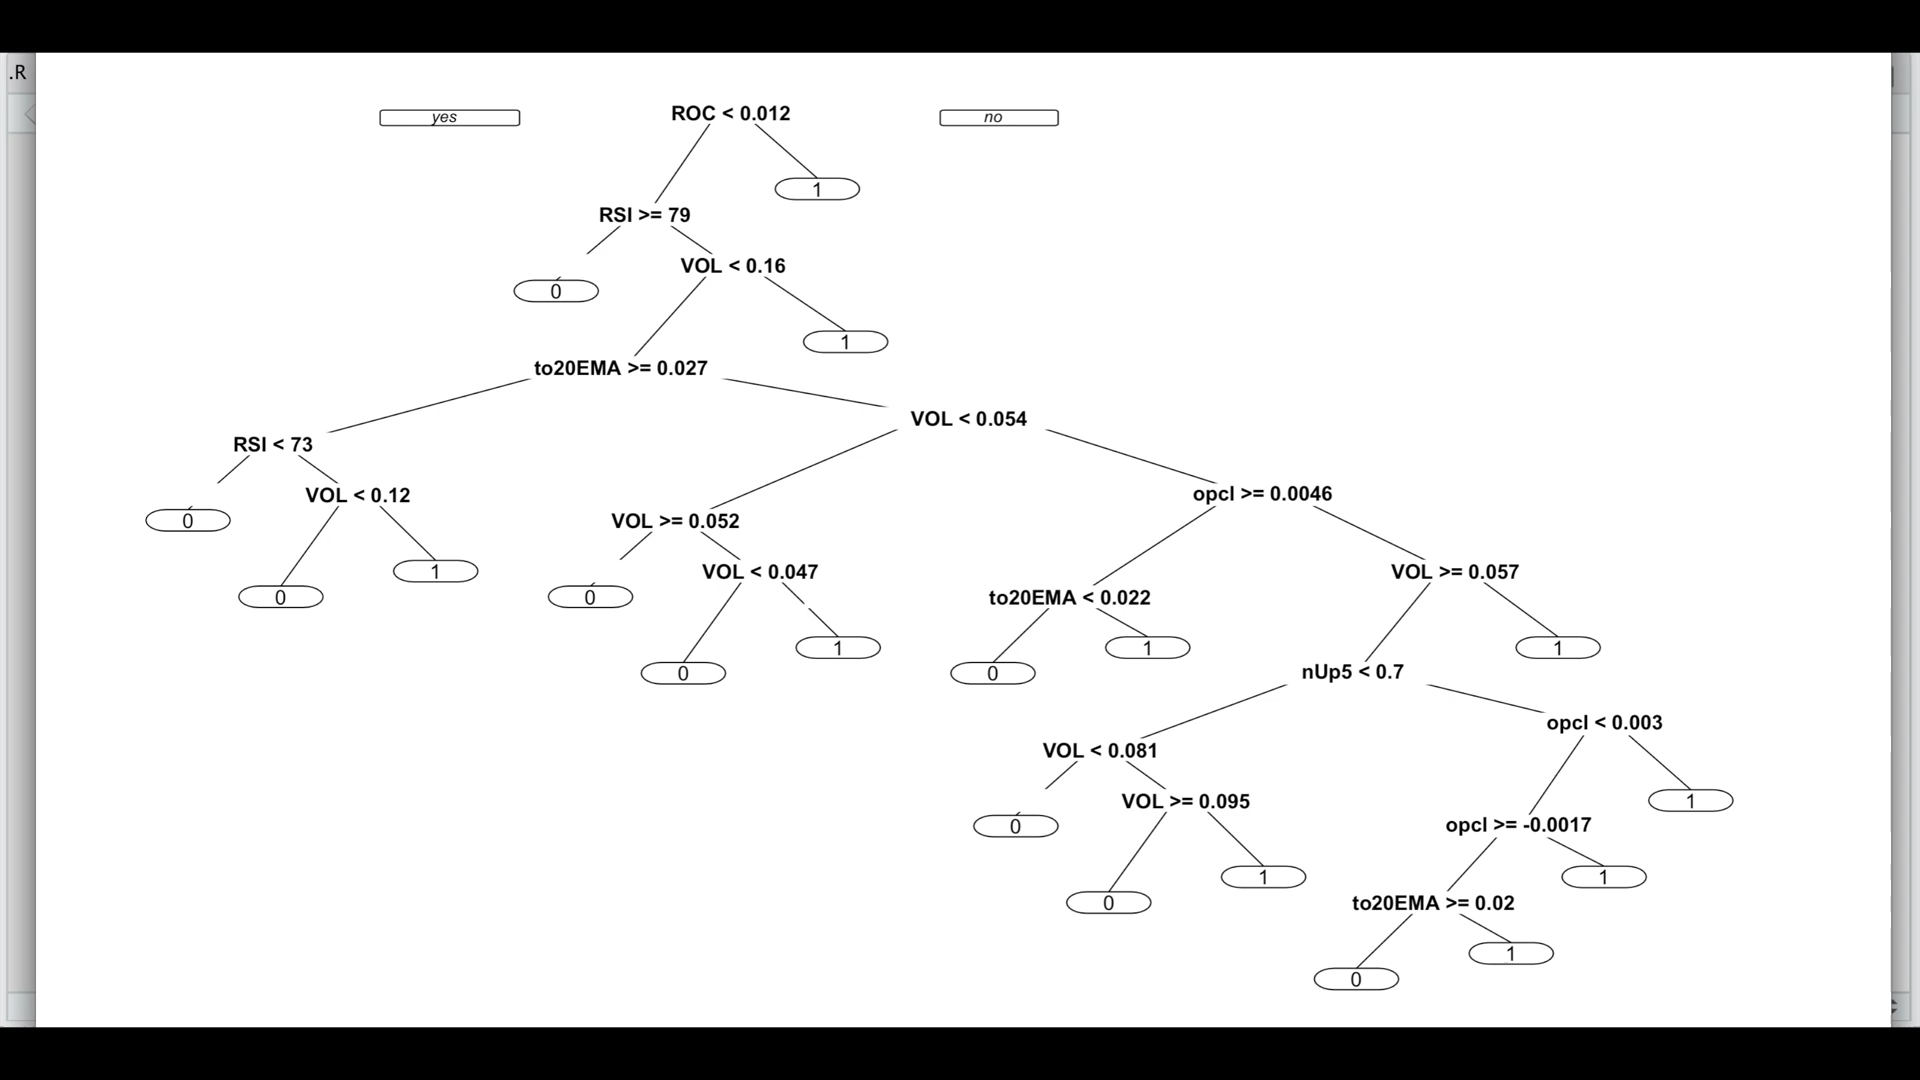 .R
yes
ROC < 0.012
no
1
RSI >= 79
VOL < 0.16
0
1
to20EMA >= 0.027
VOL < 0.054
RSI < 73
VOL < 0.12
opcl >= 0.0046
0
VOL >= 0.052
1
VOL < 0.047
VOL >= 0.057
0
0
to20EMA < 0.022
1
1
1
0
0
nUp5 < 0.7
opcl < 0.003
VOL < 0.081
VOL >= 0.095
1
0
opcl >= -0.0017
1
1
0
to20EMA >= 0.02
1
0